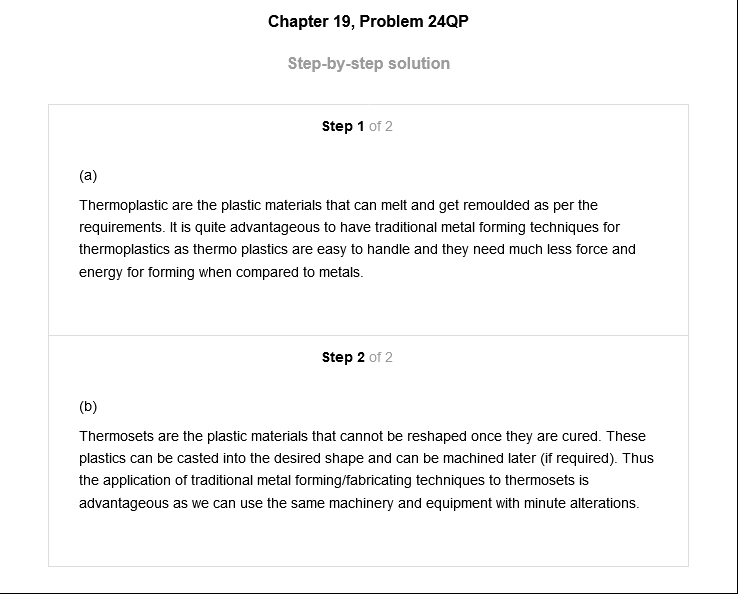 Chapter 19, Problem 24QP
Step-by-step solution
Step 1 of 2
(a)
Thermoplastic are the plastic materials that can melt and get remoulded as per the
requirements. It is quite advantageous to have traditional metal forming techniques for
thermoplastics as thermo plastics are easy to handle and they need much less force and
energy for forming when compared to metals.
Step 2 of 2
(b)
Thermosets are the plastic materials that cannot be reshaped once they are cured. These
plastics can be casted into the desired shape and can be machined later (if required). Thus
the application of traditional metal forming/fabricating techniques to thermosets is
advantageous as we can use the same machinery and equipment with minute alterations.